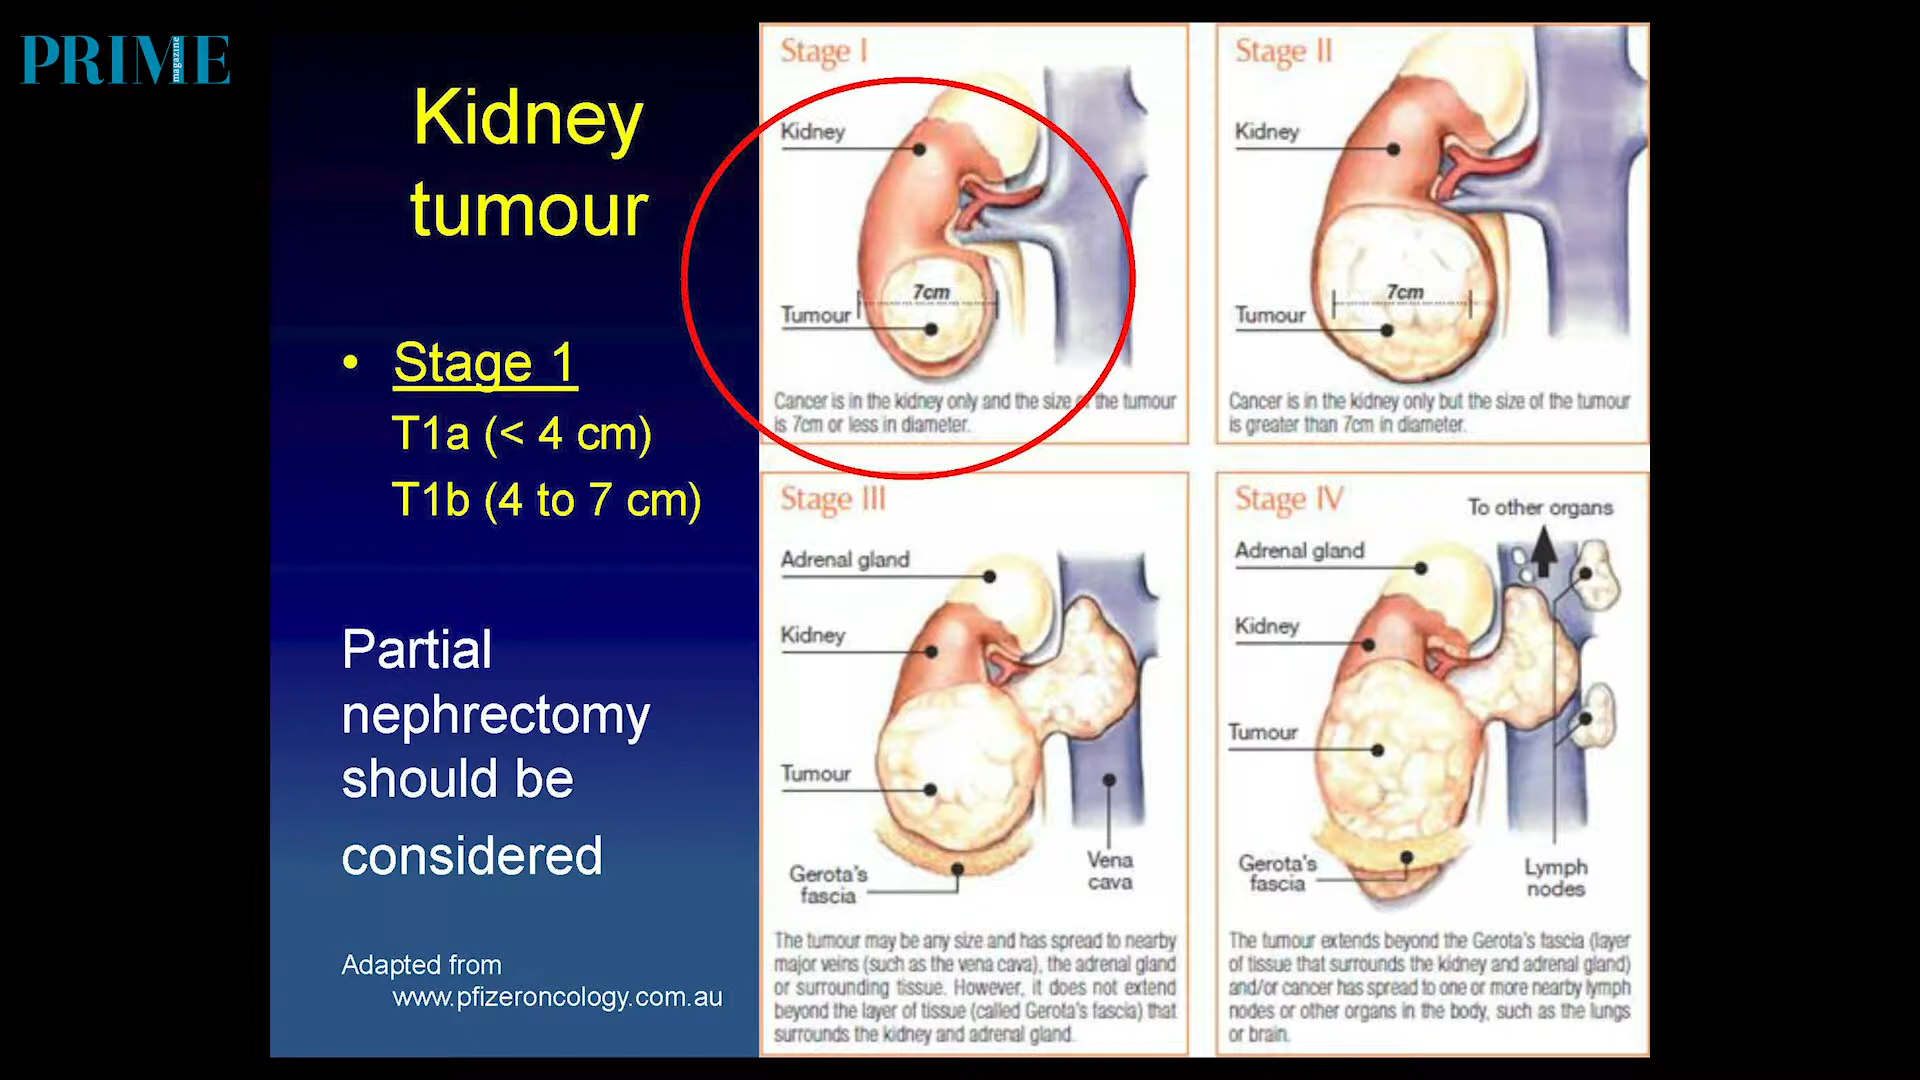 PRIME
magazine
Kidney
tumour
• Stage 1
T1a (< 4 cm)
T1b (4 to 7 cm)
Partial
nephrectomy
should be
considered
Adapted from
www.pfizeroncology.com.au
Stage I
Kidney
7cm
Tumour
Cancer is in the kidney only and the size of the tumour
is 7cm or less in diameter.
Stage II
Kidney
7cm
Tumour
Cancer is in the kidney only but the size of the tumour
is greater than 7cm in diameter.
Stage III
Adrenal gland
Kidney
Tumour
Gerota's
fascia
Vena
cava
The tumour may be any size and has spread to nearby
major veins (such as the vena cava), the adrenal gland
or surrounding tissue. However, it does not extend
beyond the layer of tissue (called Gerota's fascia) that
surrounds the kidney and adrenal gland.
Stage IV
To other organs
Adrenal gland
Kidney
Tumour
Gerota's
fascia
Lymph
nodes
The tumour extends beyond the Gerota's fascia (layer
of tissue that surrounds the kidney and adrenal gland)
and/or cancer has spread to one or more nearby lymph
nodes or other organs in the body, such as the lungs
or brain.